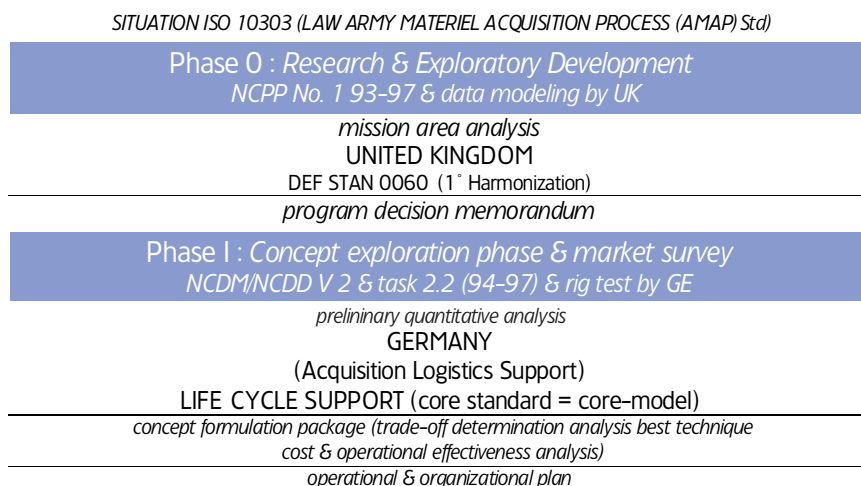 SITUATION ISO 10303 (LAW ARMY MATERIEL ACQUISITION PROCESS (AMAP) Std)
Phase 0 : Research & Exploratory Development
NCPP No. 1 93-97 & data modeling by UK
mission area analysis
UNITED KINGDOM
DEF STAN 0060 (1° Harmonization)
program decision memorandum
Phase I : Concept exploration phase & market survey
NCDM/NCDD V 2 & task 2.2 (94-97) & rig test by GE
prelininary quantitative analysis
GERMANY
(Acquisition Logistics Support)
LIFE CYCLE SUPPORT (core standard = core-model)
concept formulation package (trade-off determination analysis best technique
cost & operational effectiveness analysis)
operational & organizational plan